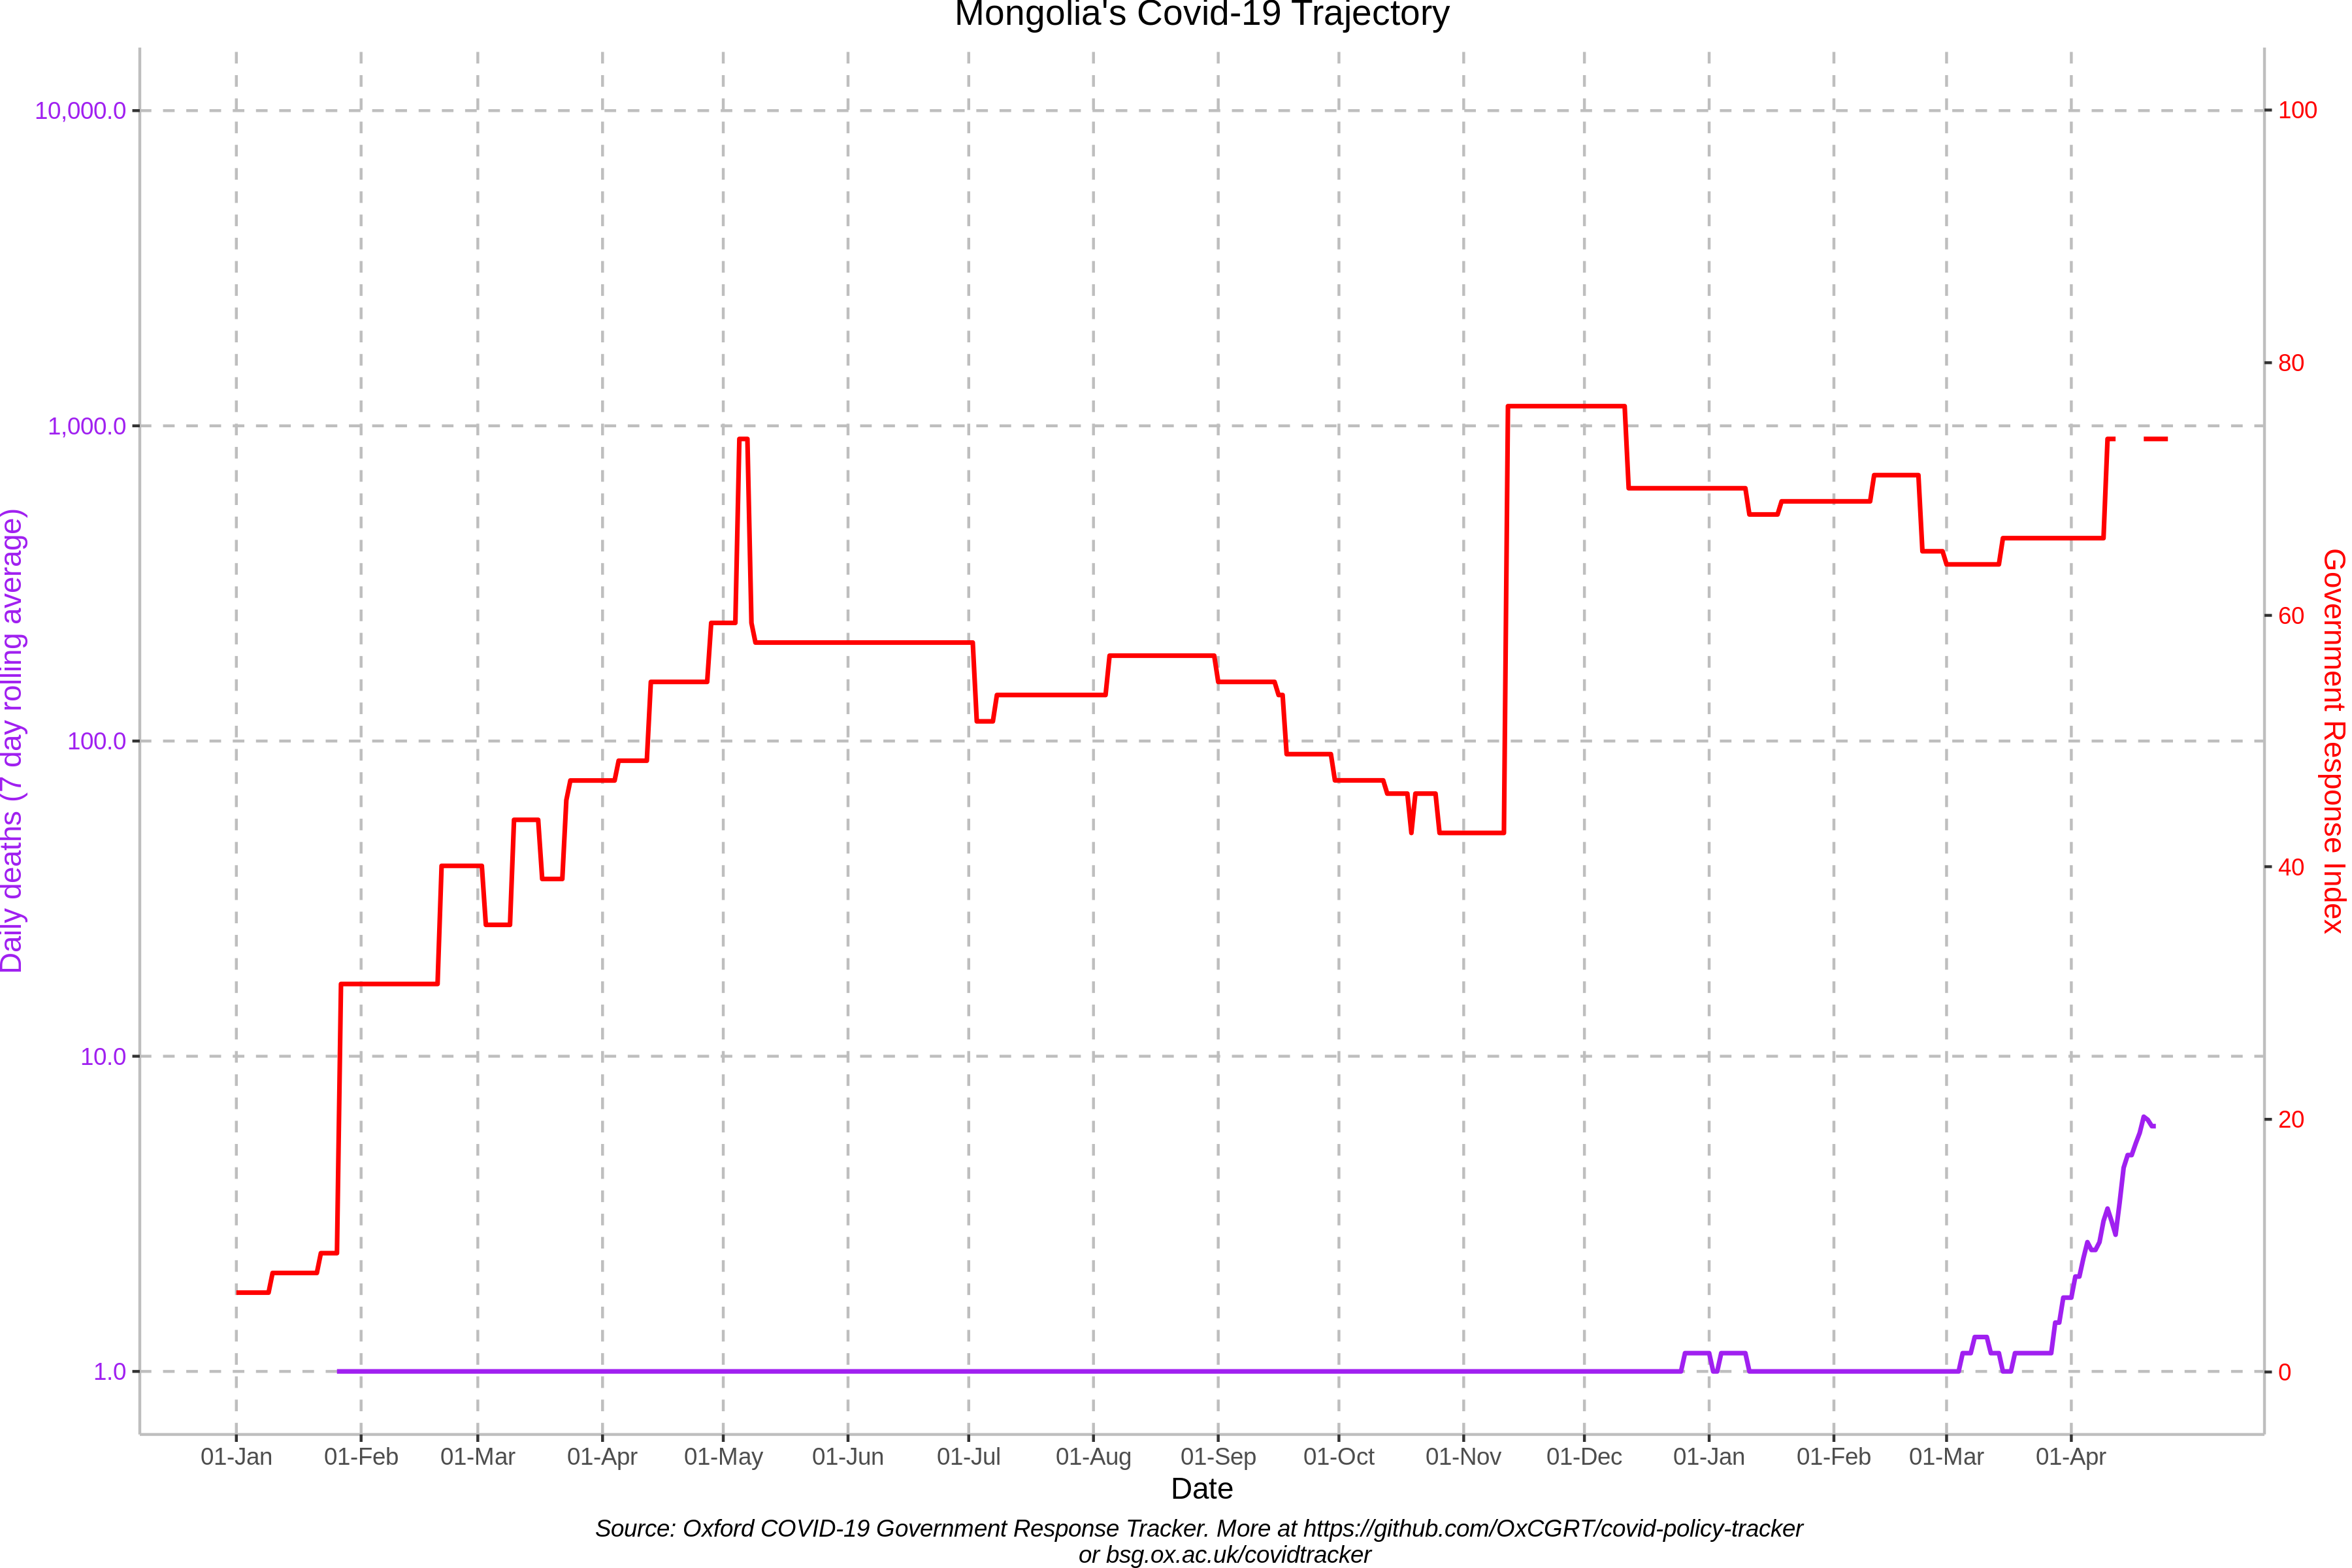 Mongolia's Covid-19 Trajectory
Daily deaths (7 day rolling average)
10,000.0
1,000.0
100.0
10.0
1.0
100
80
60
40
20
0
Government Response Index
01-Jan 01-Feb 01-Mar 01-Apr 01-May 01-Jun 01-Jul 01-Aug 01-Sep 01-Oct 01-Nov 01-Dec 01-Jan 01-Feb 01-Mar 01-Apr
Date
Source: Oxford COVID-19 Government Response Tracker. More at https://github.com/OxCGRT/covid-policy-tracker
or bsg.ox.ac.uk/covidtracker